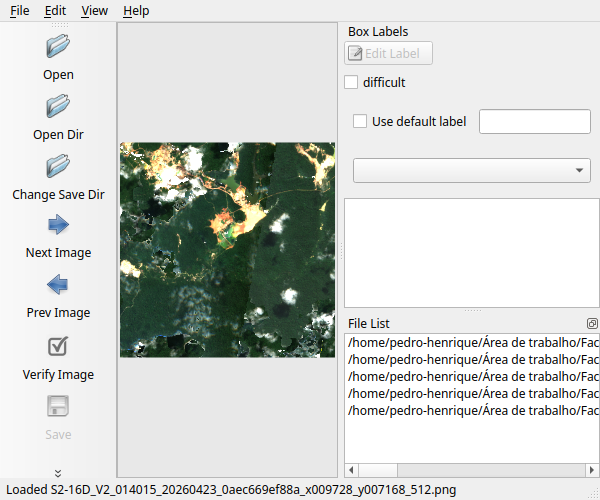 File Edit View Help
Open
Open Dir
Change Save Dir
Next Image
Prev Image
Verify Image
Save
Box Labels
Edit Label
difficult
Use default label
File List
/home/pedro-henrique/Área de trabalho/Fac
/home/pedro-henrique/Área de trabalho/Fac
/home/pedro-henrique/Área de trabalho/Fac
/home/pedro-henrique/Área de trabalho/Fac
/home/pedro-henrique/Área de trabalho/Fac
Loaded S2-16D_V2_014015_20260423_0aec669ef88a_x009728_y007168_512.png